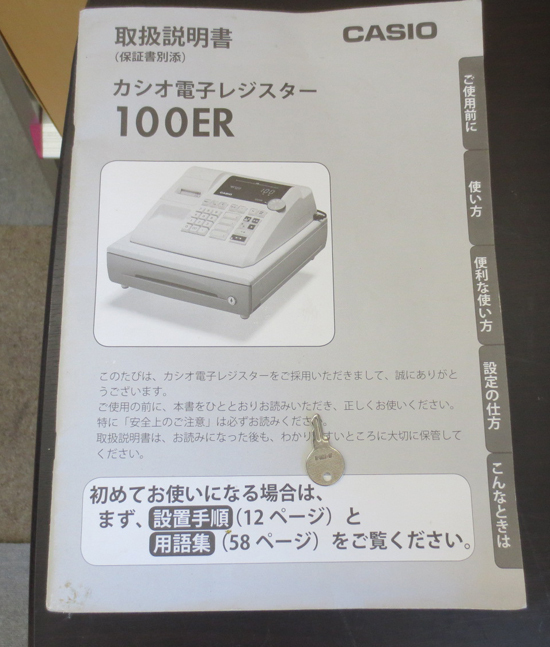 取扱説明書
(保証書別添)
CASIO
カシオ電子レジスター
100ER
ご使用前に
使い方
便利な使い方
設定の仕方
こんなときは
このたびは、カシオ電子レジスターをご採用いただきまして、誠にありがと
うございます。
ご使用の前に、本書をひととおりお読みいただき、正しくお使いください。
特に「安全上のご注意」は必ずお読みください。
取扱説明書は、お読みになった後も、わかりすいところに大切に保管して
ください。
初めてお使いになる場合は、
まず、設置手順(12 ページ)と
用語集(58 ページ)をご覧ください。